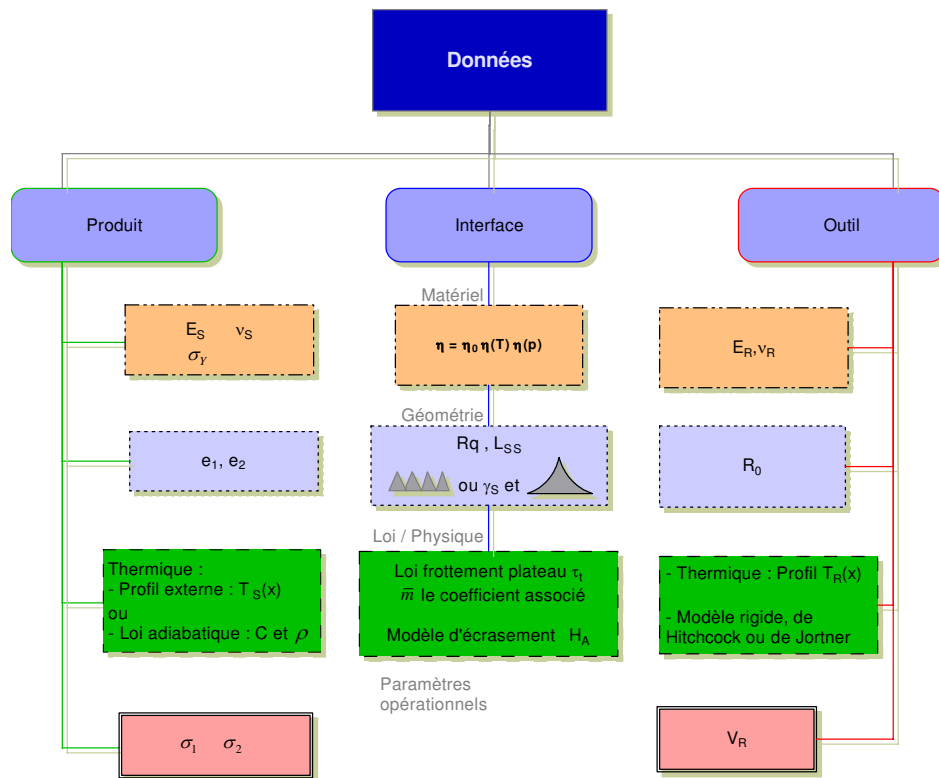 Données
Produit
Interface
Outil
Matériel
E_S ν_S
σ_Y
η = η₀ η(T) η(p)
E_R,ν_R
Géométrie
e₁, e₂
Rq , L_SS
ou γ_S et
R₀
Loi / Physique
Thermique :
- Profil externe : T_S(x)
ou
- Loi adiabatique : C et ρ
Loi frottement plateau τ_t
m̅ le coefficient associé
Modèle d'écrasement H_A
- Thermique : Profil T_R(x)
- Modèle rigide, de
Hitchcock ou de Jortner
Paramètres
opérationnels
σ₁ σ₂
V_R